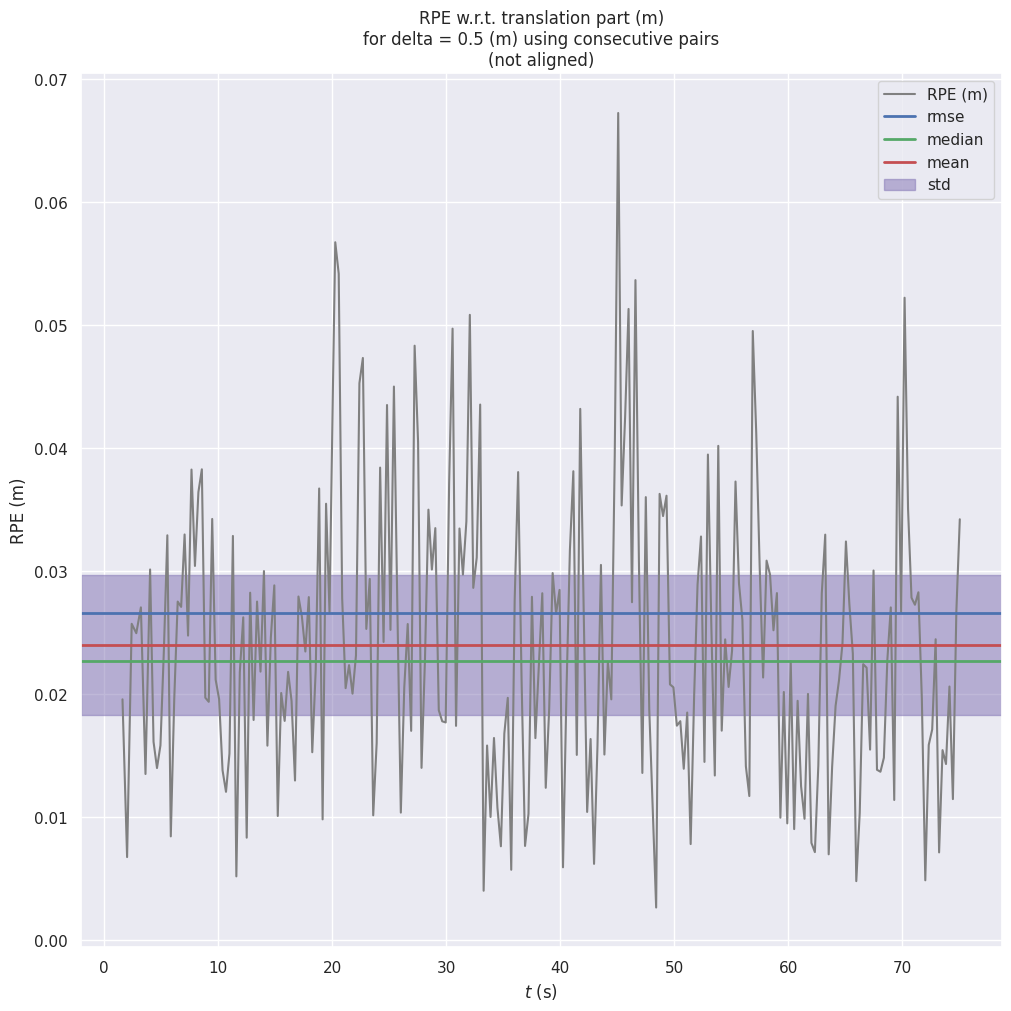 RPE w.r.t. translation part (m)
for delta = 0.5 (m) using consecutive pairs
(not aligned)
RPE (m)
rmse
median
mean
std
0.07
0.06
0.05
0.04
0.03
0.02
0.01
0.00
RPE (m)
0 10 20 30 40 50 60 70
t (s)